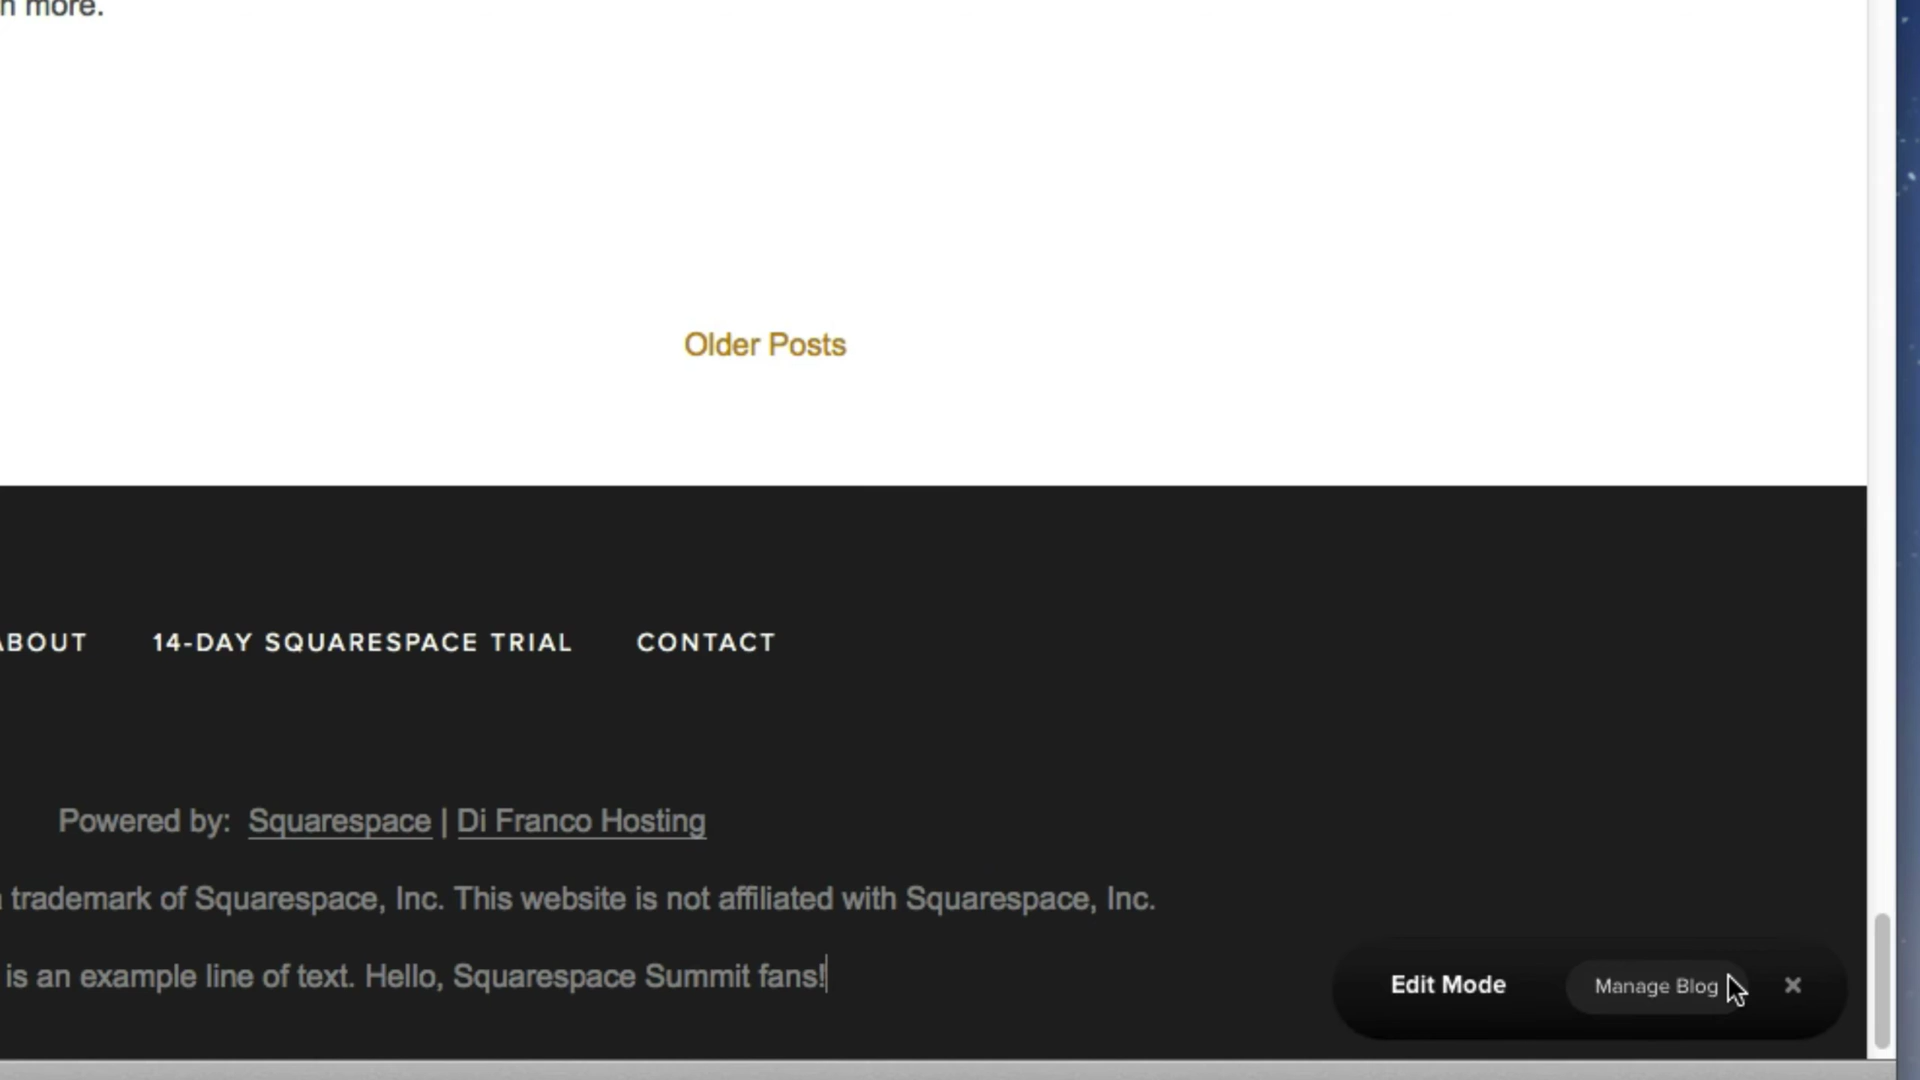 n more.
Older Posts
ABOUT 14-DAY SQUARESPACE TRIAL CONTACT
Powered by: Squarespace | Di Franco Hosting
a trademark of Squarespace, Inc. This website is not affiliated with Squarespace, Inc.
is an example line of text. Hello, Squarespace Summit fans!
Edit Mode Manage Blog ×